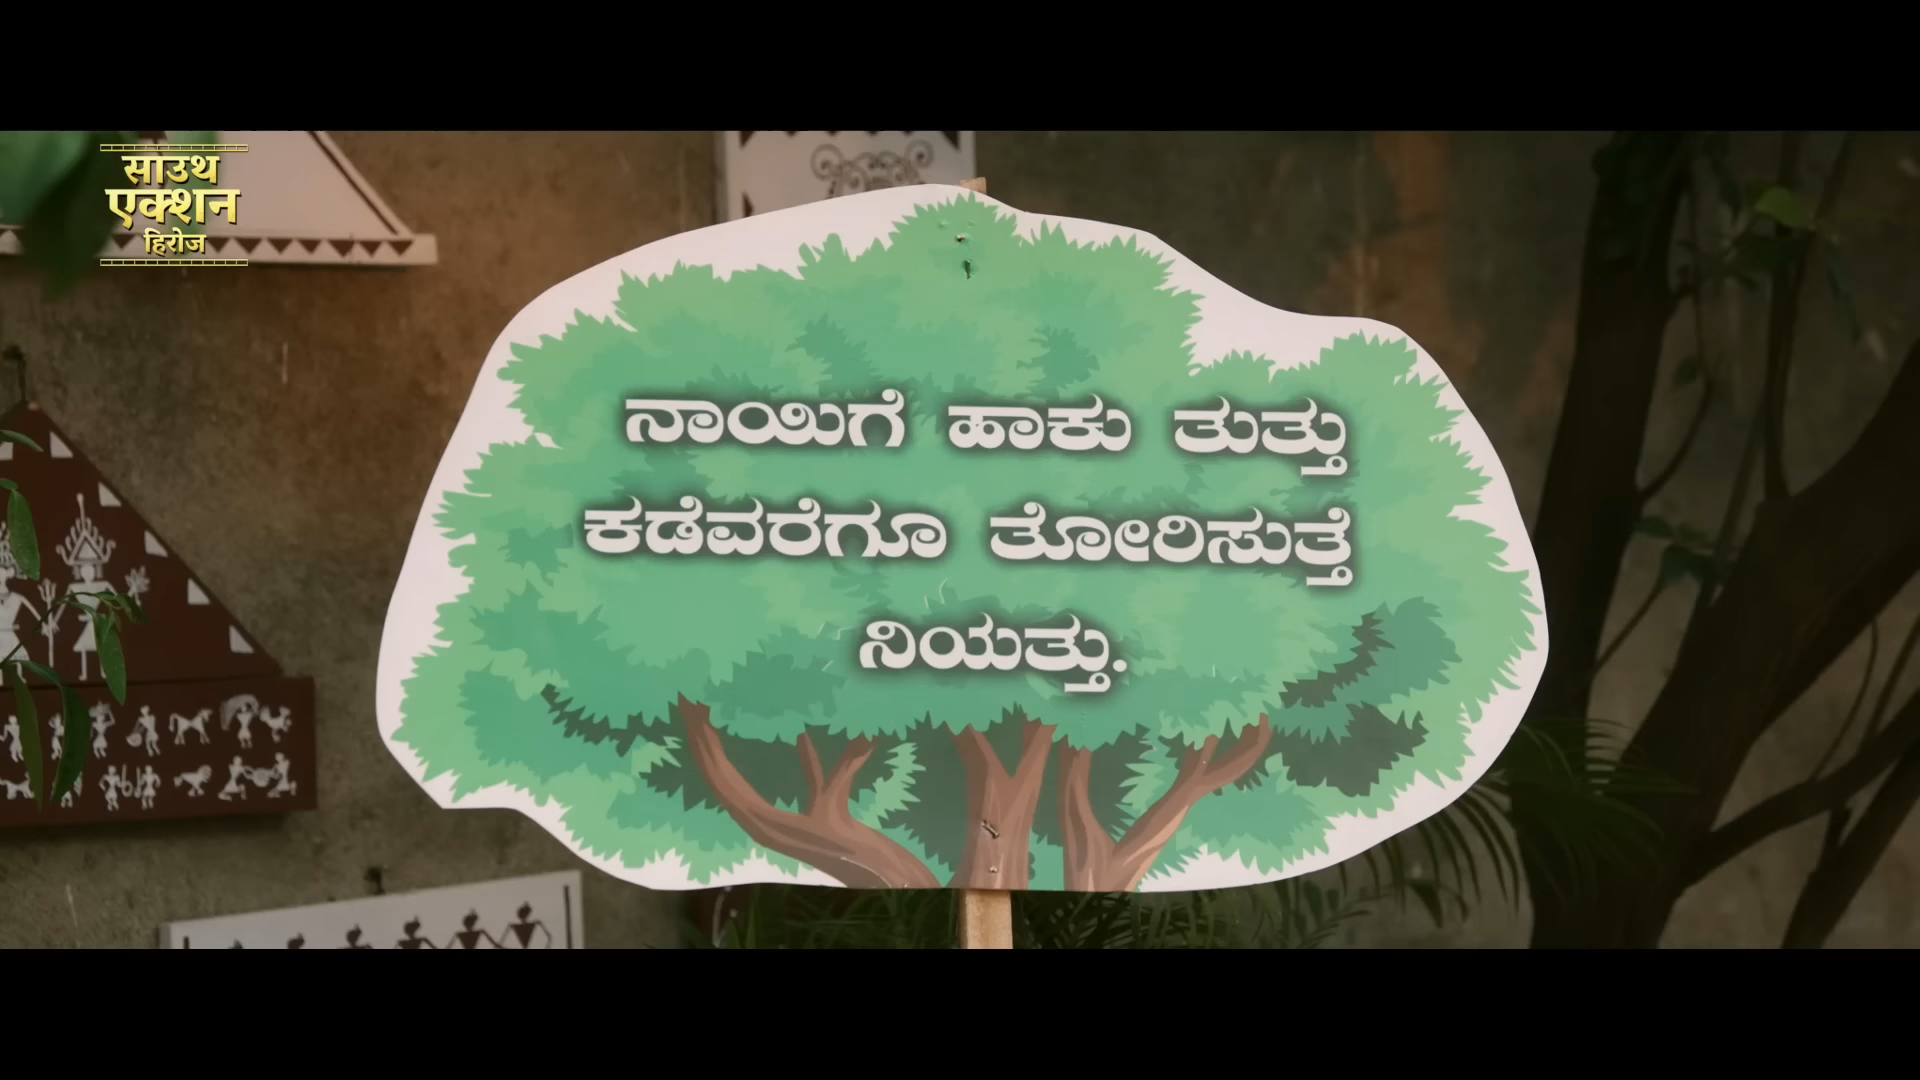 साउथ
एक्शन
हिरोज
ನಾಯಿಗೆ ಹಾಕು ತುತ್ತು
ಕಡೆವರೆಗೂ ತೋರಿಸುತ್ತೆ
ನಿಯತ್ತು.